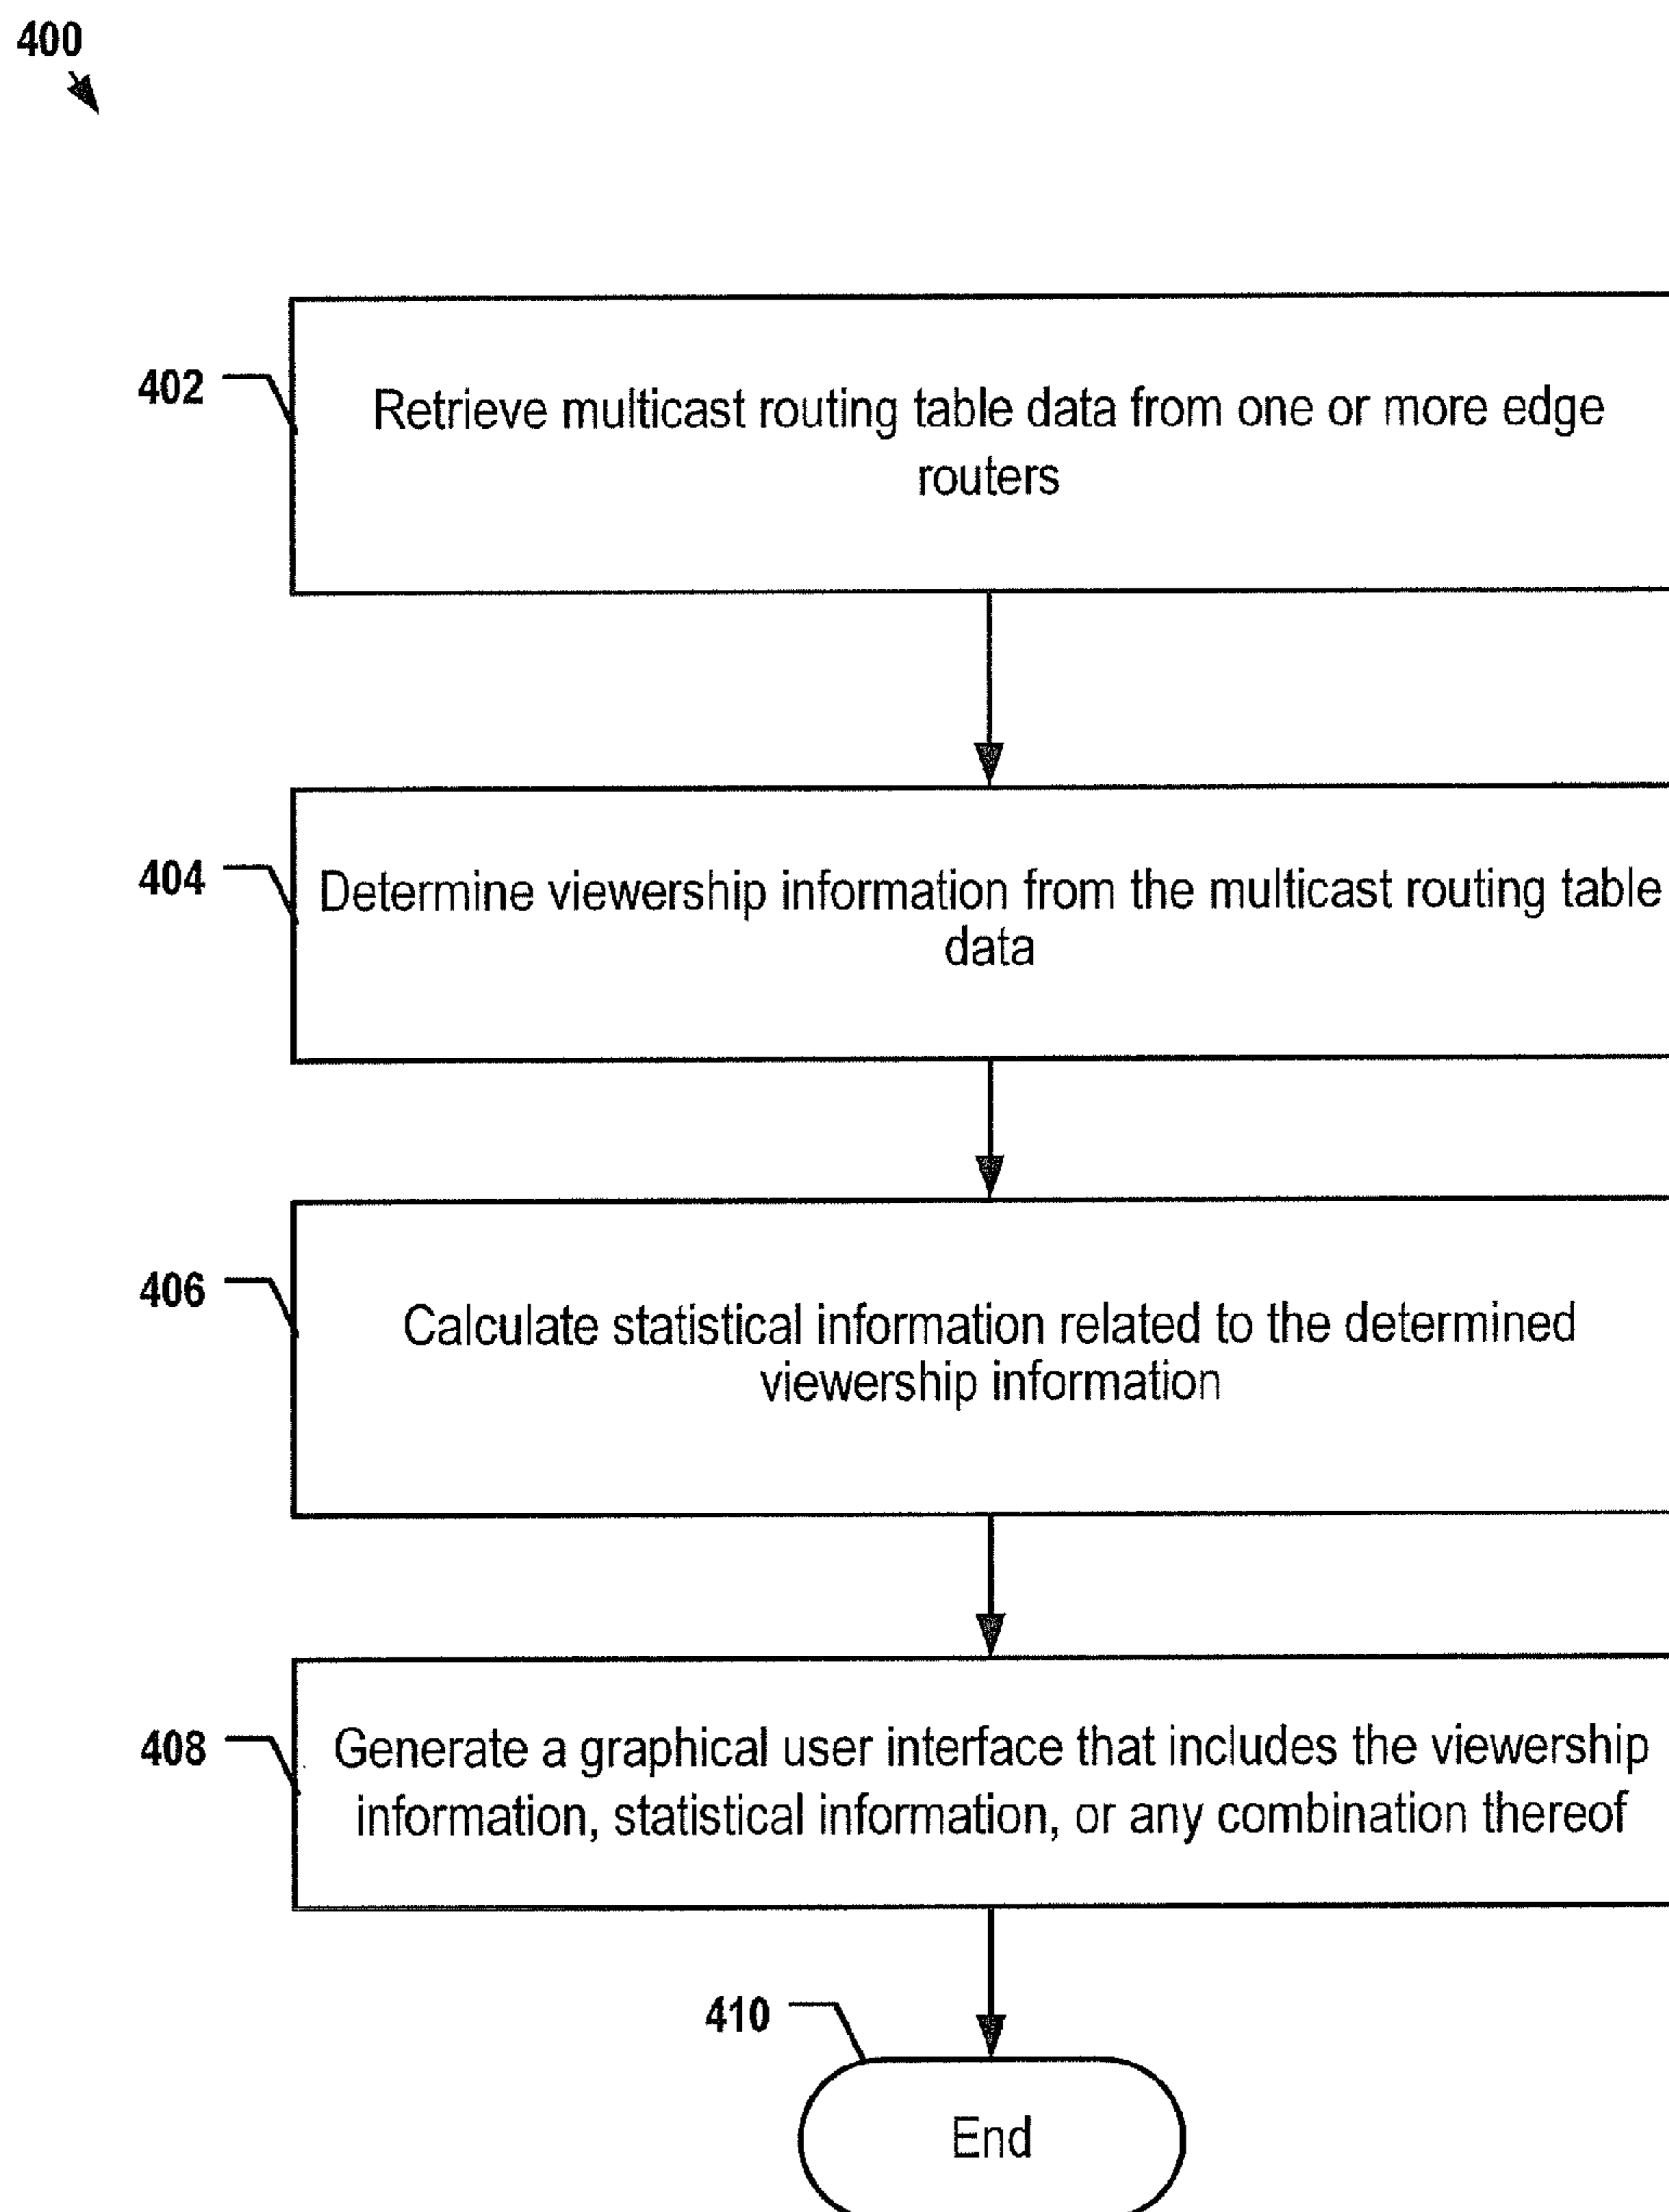 400
402
Retrieve multicast routing table data from one or more edge
routers
404
Determine viewership information from the multicast routing table
data
406
Calculate statistical information related to the determined
viewership information
408
Generate a graphical user interface that includes the viewership
information, statistical information, or any combination thereof
410
End